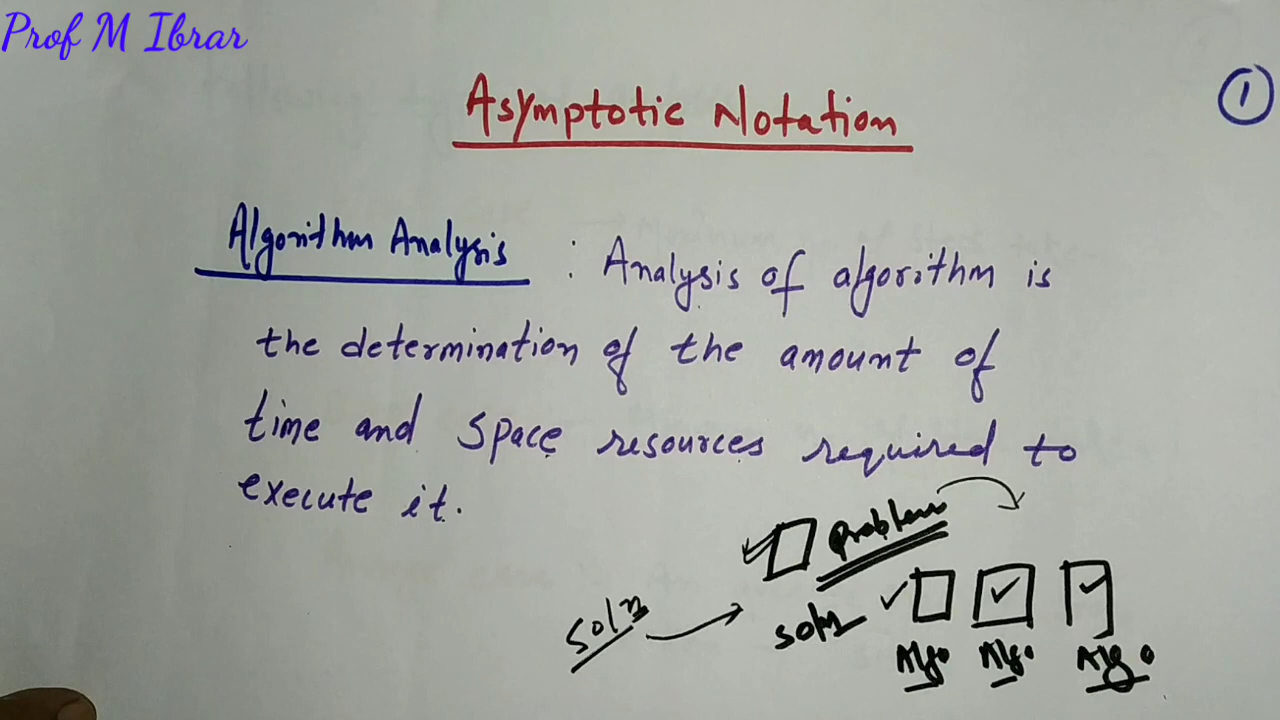 Prof M Ibrar
Asymptotic Notation
1
Algorithm Analysis : Analysis of algorithm is
the determination of the amount of
time and space resources required to
execute it.
problem
soln
soln
Algo Algo Algo